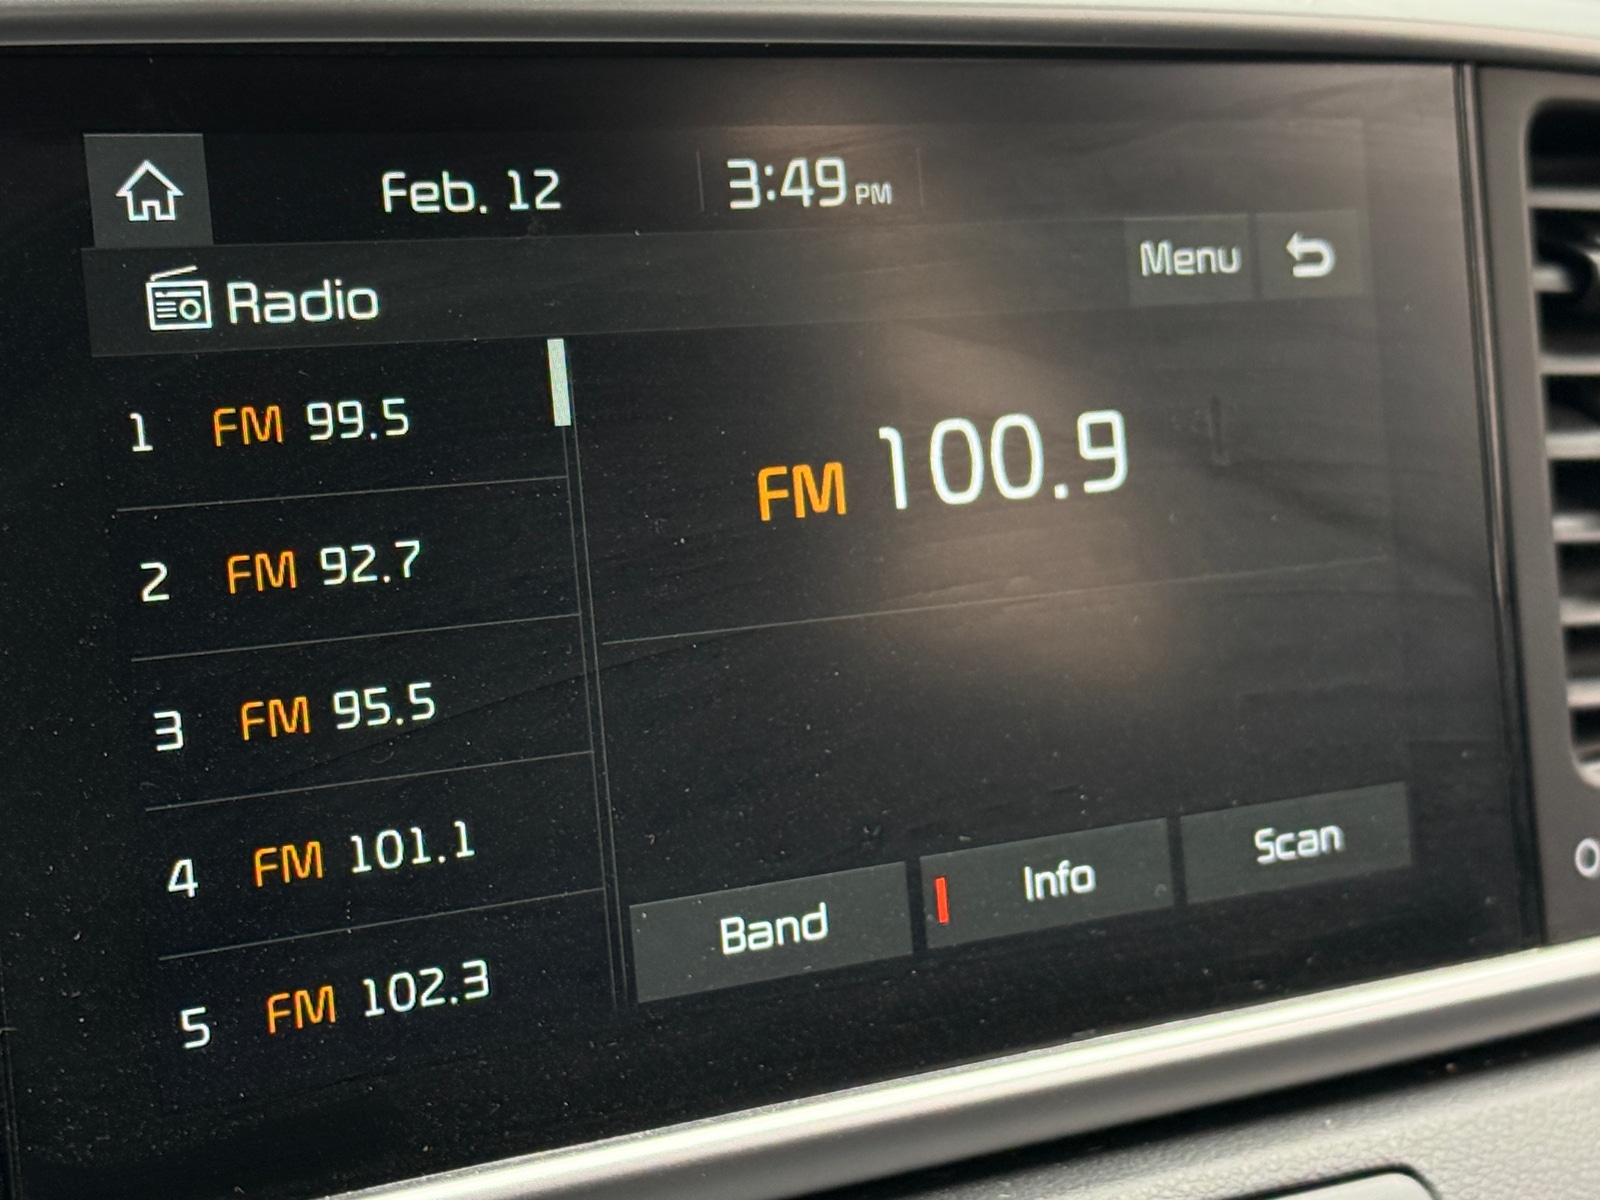 Feb. 12 3:49 PM
Radio Menu
1 FM 99.5
FM 100.9
2 FM 92.7
3 FM 95.5
4 FM 101.1
5 FM 102.3
Band Info Scan